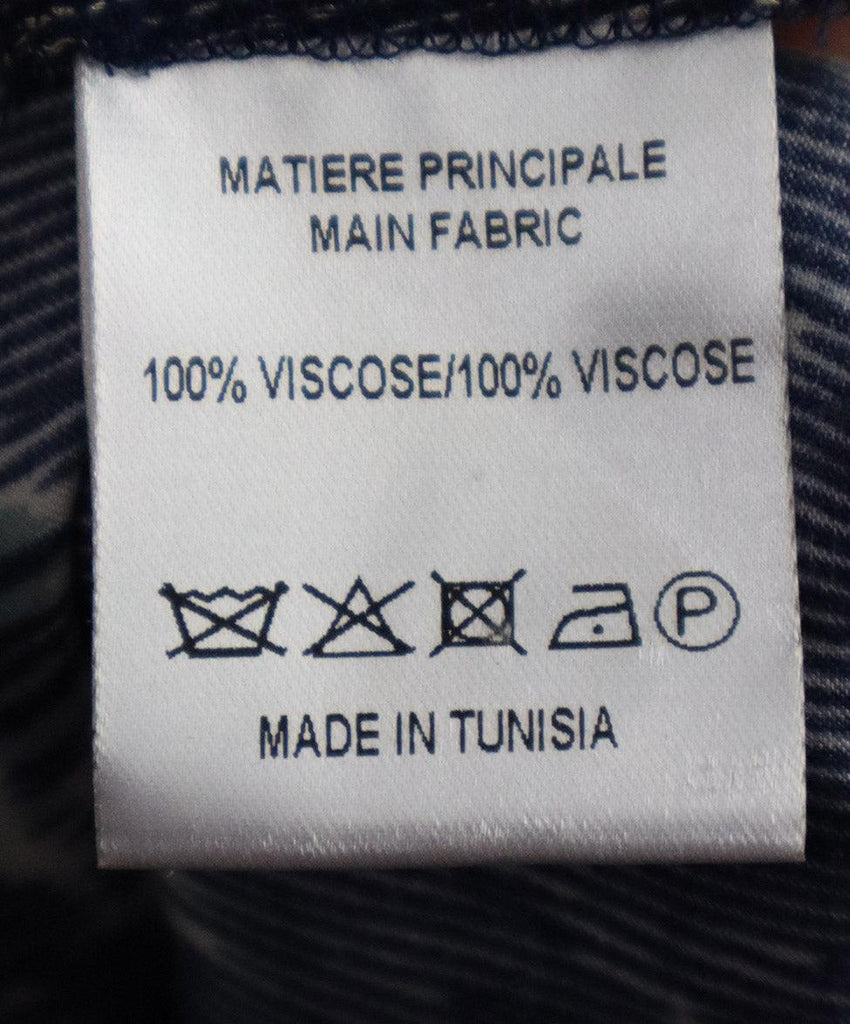 MATIERE PRINCIPALE
MAIN FABRIC
100% VISCOSE/100% VISCOSE
P
MADE IN TUNISIA